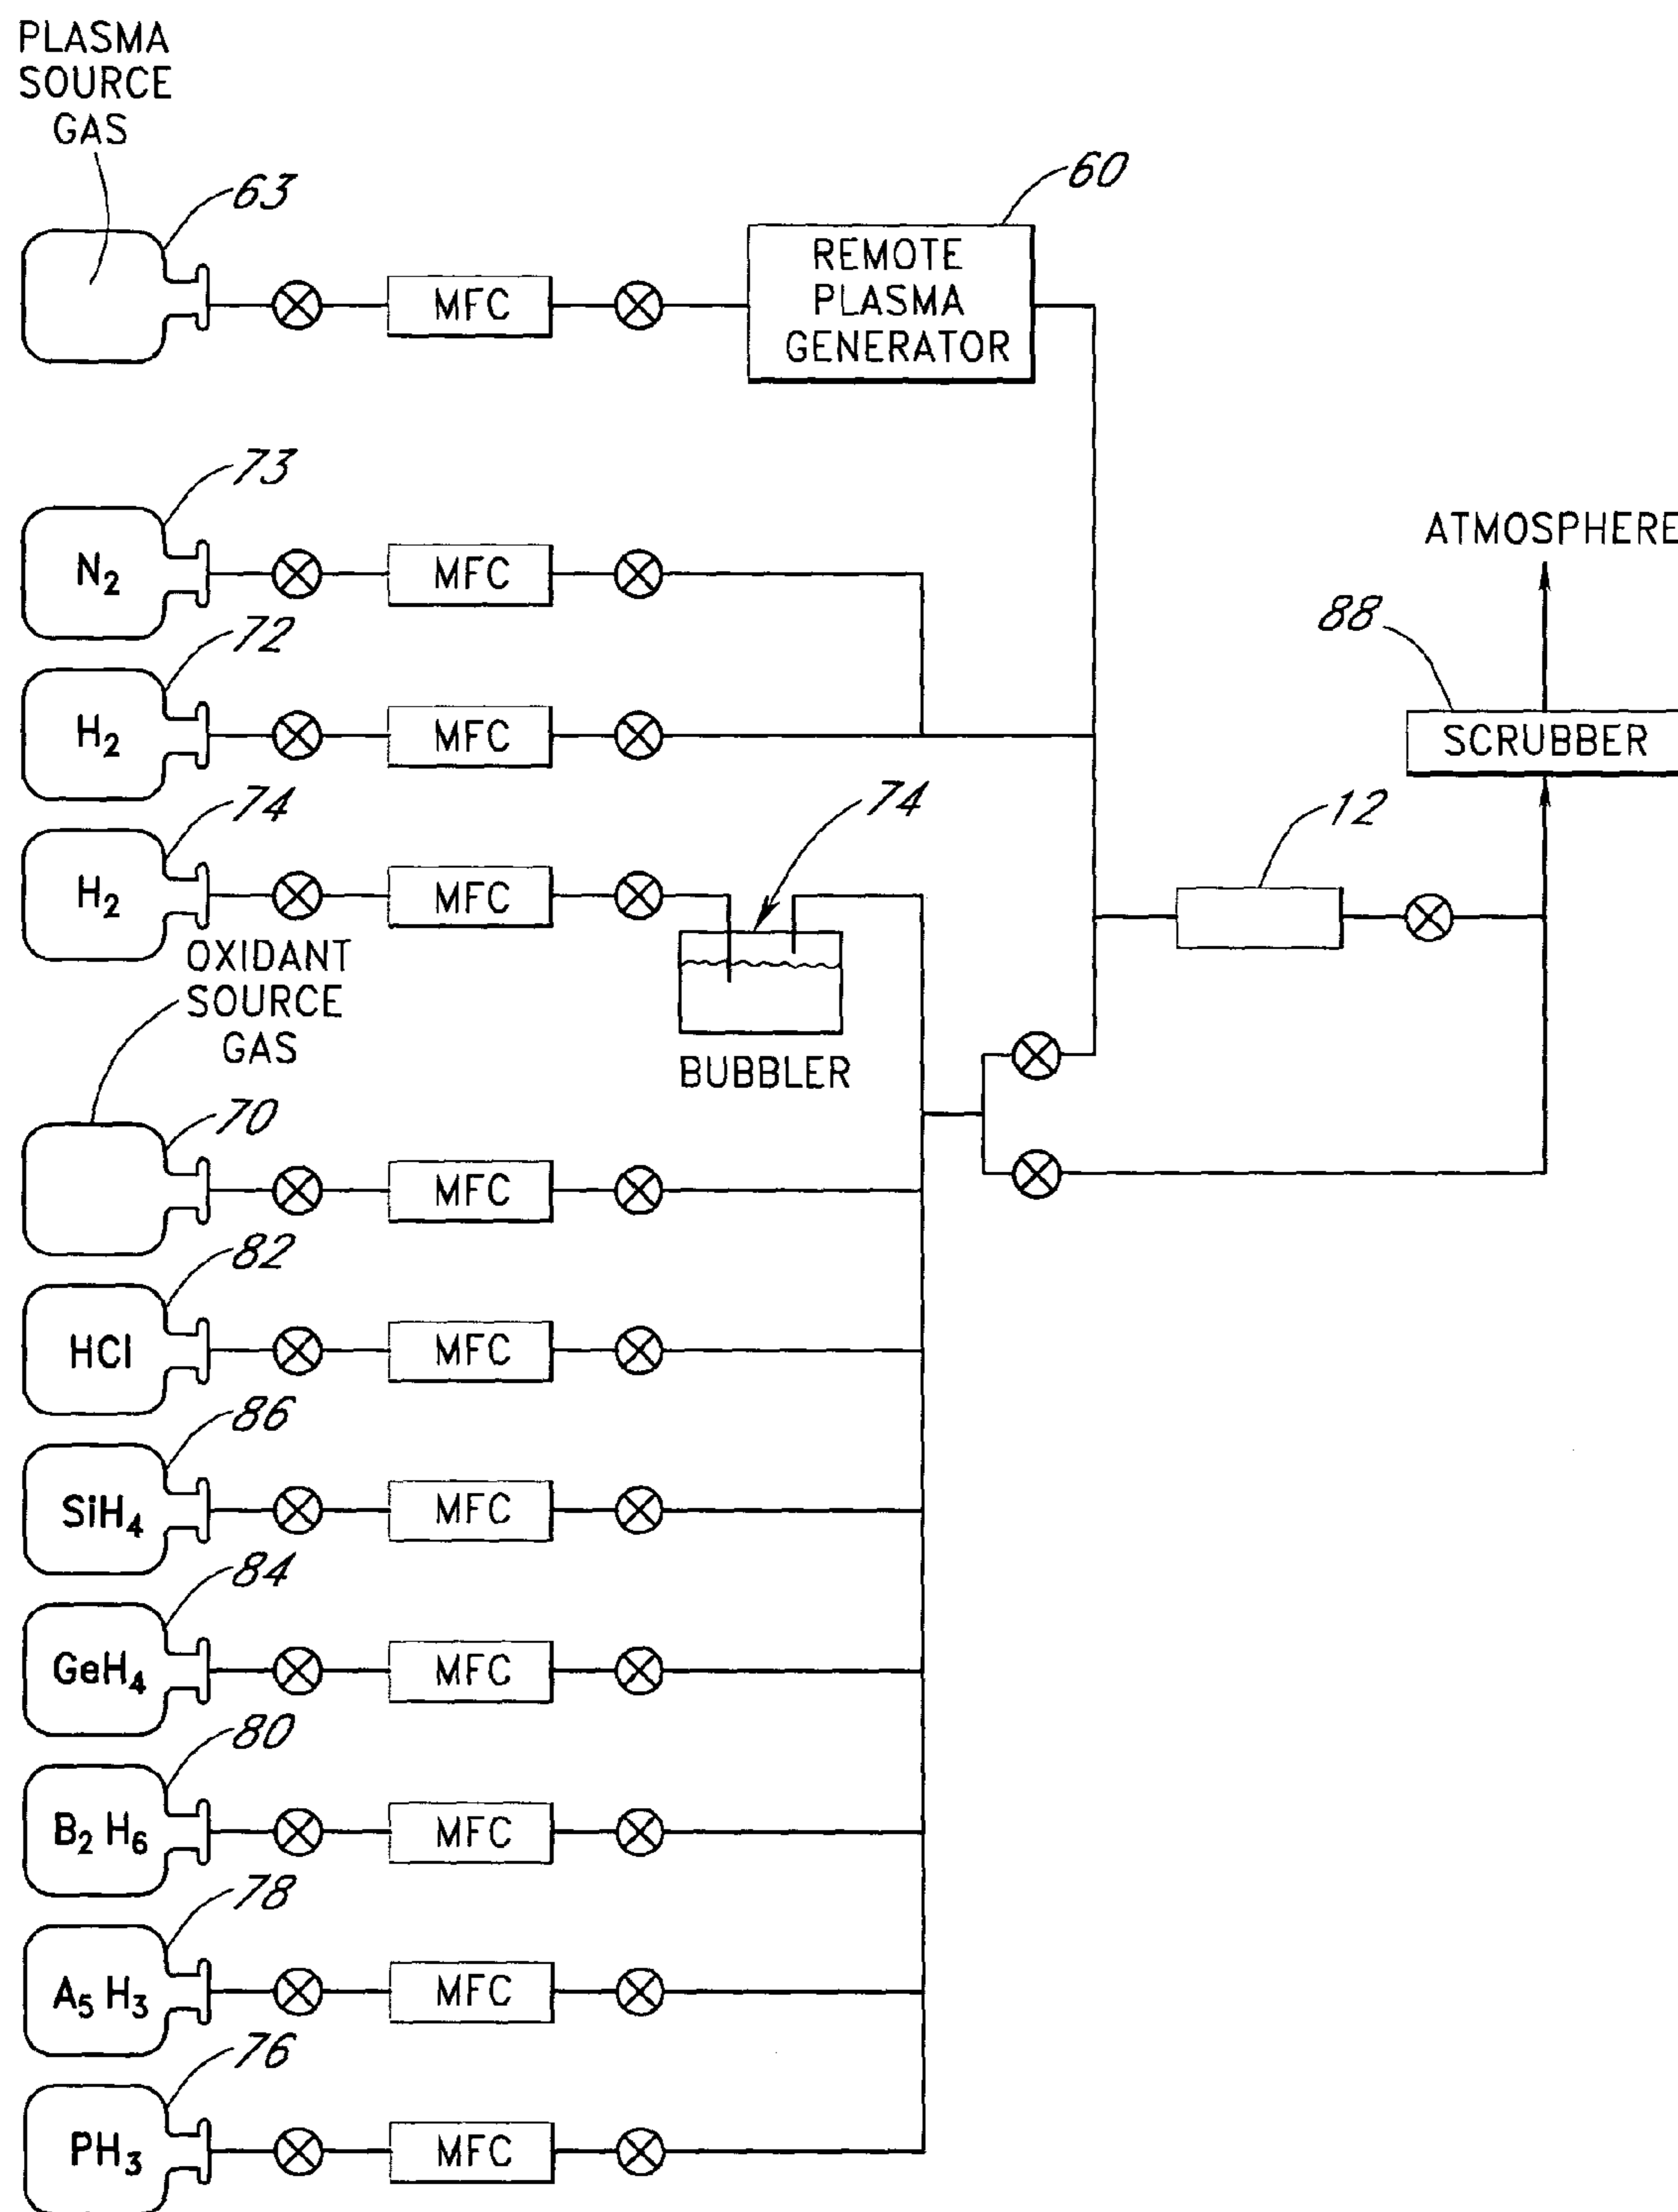 PLASMA
SOURCE
GAS
63
60
MFC
REMOTE
PLASMA
GENERATOR
73
N2
MFC
ATMOSPHERE
72
88
H2
MFC
SCRUBBER
74
74
12
H2
MFC
OXIDANT
SOURCE
GAS
BUBBLER
70
MFC
82
HCl
MFC
86
SiH4
MFC
84
GeH4
MFC
80
B2 H6
MFC
78
A5 H3
MFC
76
PH3
MFC